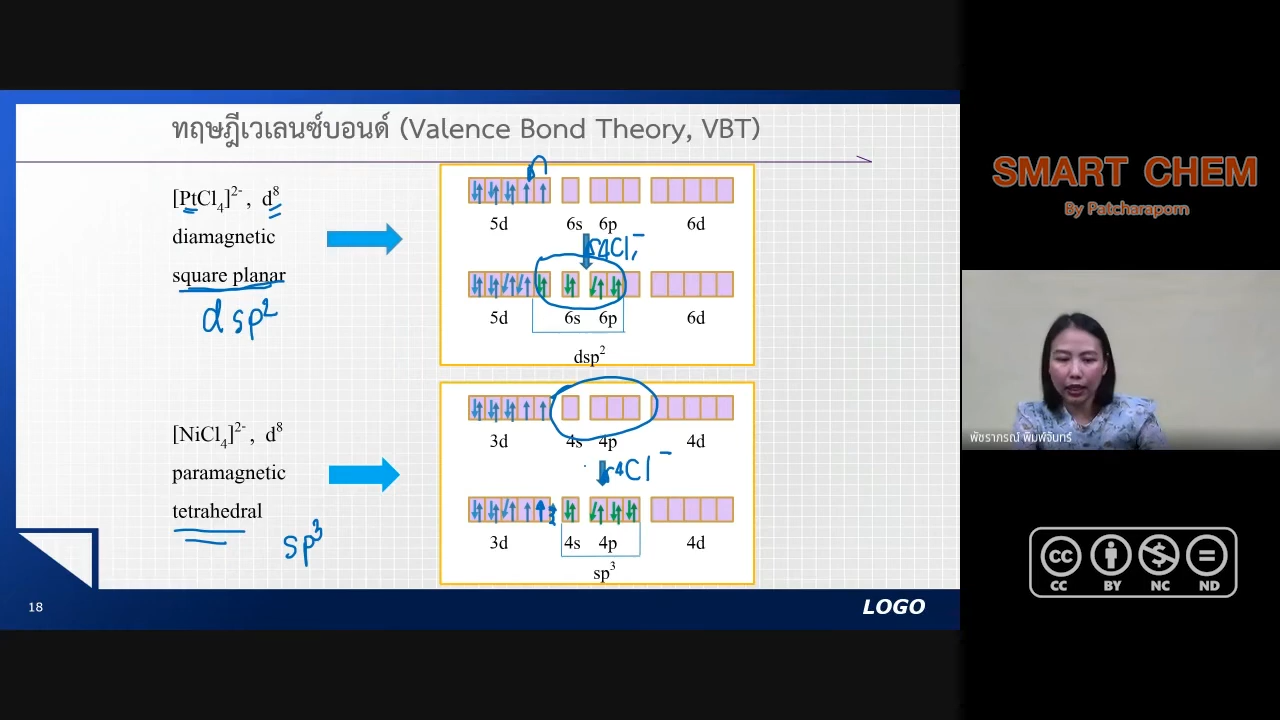 ทฤษฎีเวเลนซ์บอนด์ (Valence Bond Theory, VBT)
[PtCl4]2-, d8
diamagnetic
square planar
dsp2
5d 6s 6p 6d
4Cl-
5d 6s 6p 6d
dsp2
[NiCl4]2-, d8
paramagnetic
tetrahedral
sp3
3d 4s 4p 4d
4Cl-
3d 4s 4p 4d
sp3
18
LOGO
SMART CHEM
By Patcharaporn
พัชราภรณ์ พิมพ์จันทร์
CC BY NC ND